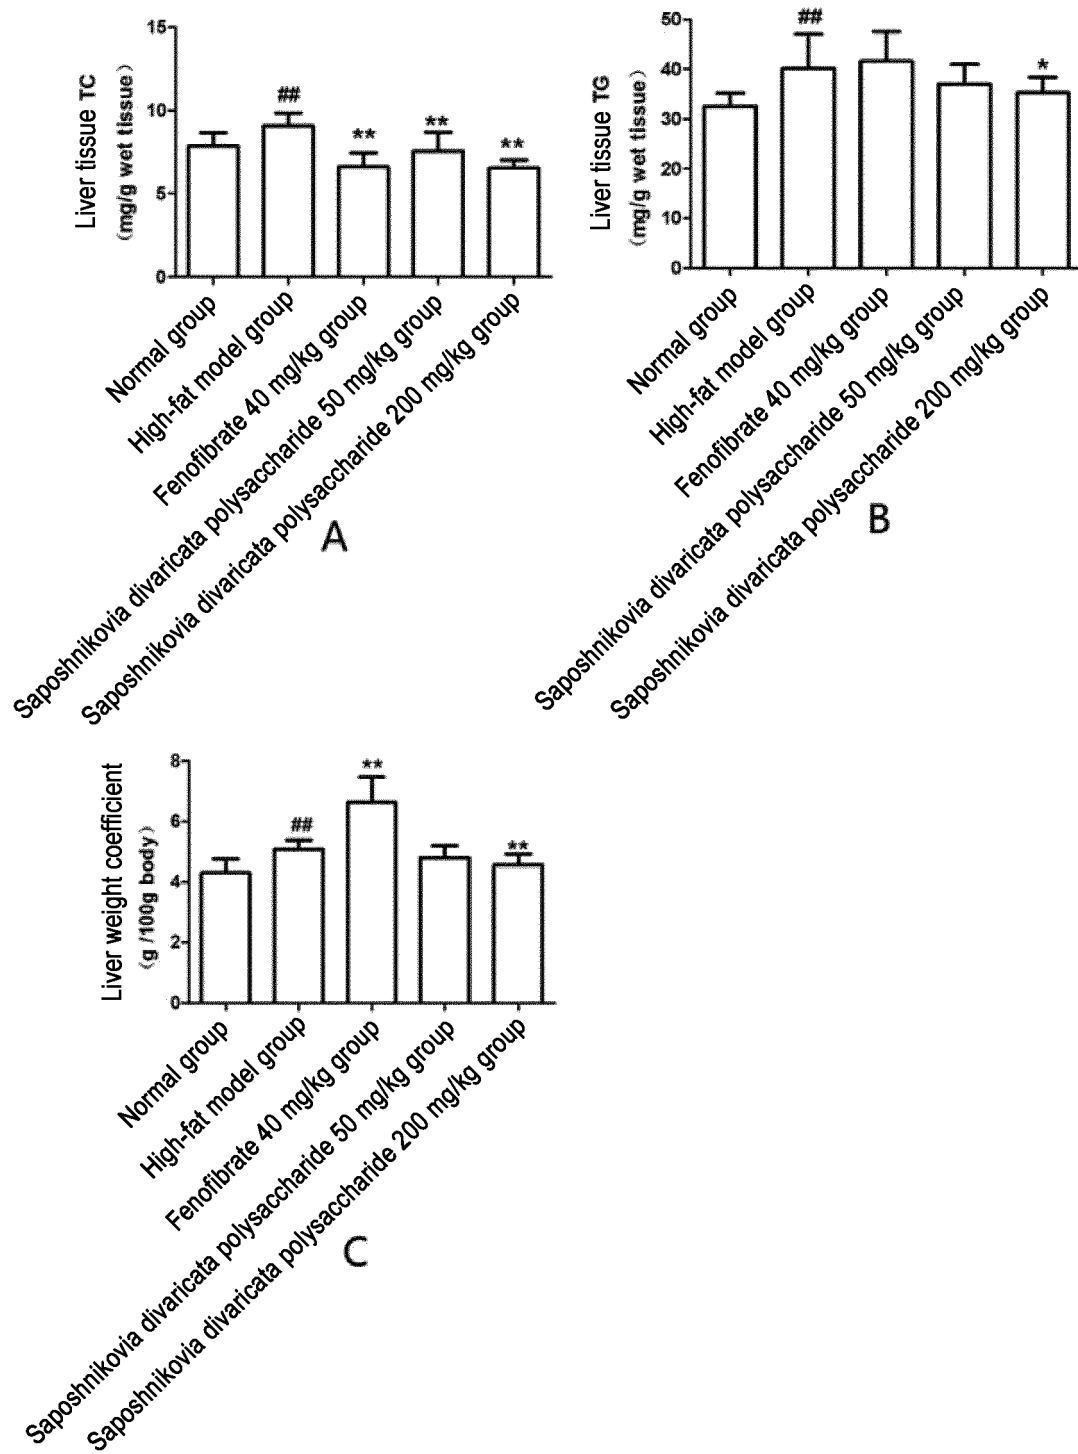 Liver tissue TC
(mg/g wet tissue)
15
10
5
0
##
**
**
**
Normal group
High-fat model group
Fenofibrate 40 mg/kg group
Saposhnikovia divaricata polysaccharide 50 mg/kg group
Saposhnikovia divaricata polysaccharide 200 mg/kg group
A
Liver tissue TG
(mg/g wet tissue)
50
40
30
20
10
0
##
*
Normal group
High-fat model group
Fenofibrate 40 mg/kg group
Saposhnikovia divaricata polysaccharide 50 mg/kg group
Saposhnikovia divaricata polysaccharide 200 mg/kg group
B
Liver weight coefficient
(g /100g body)
8
6
4
2
0
##
**
**
Normal group
High-fat model group
Fenofibrate 40 mg/kg group
Saposhnikovia divaricata polysaccharide 50 mg/kg group
Saposhnikovia divaricata polysaccharide 200 mg/kg group
C